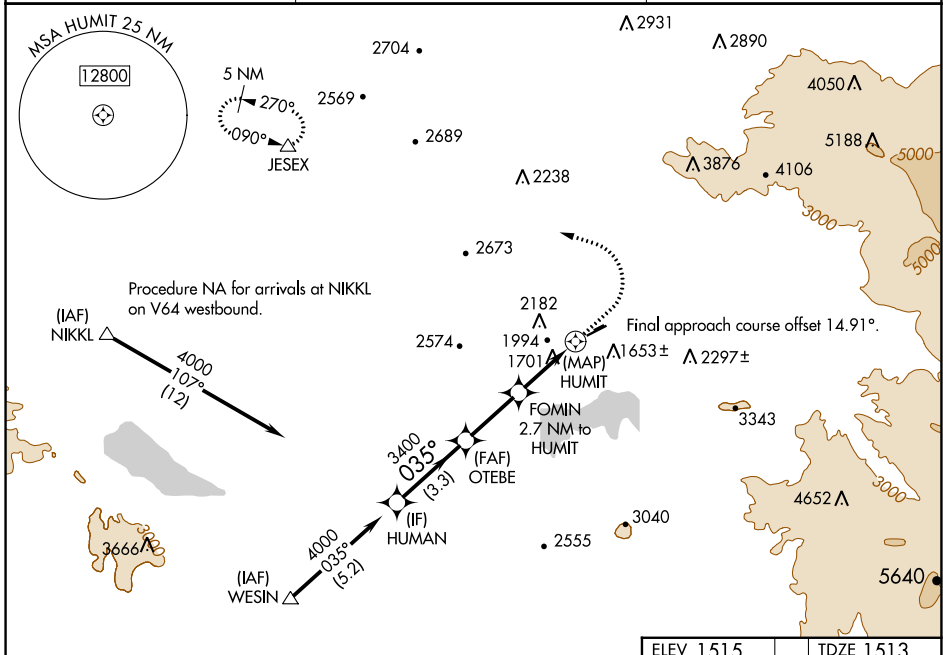 MSA HUMIT 25 NM
12800
5 NM
270°
090°
JESEX
2704
2569
2689
2931
2890
4050
5188
5000
3876
4106
3000
5000
2238
2673
Procedure NA for arrivals at NIKKL
on V64 westbound.
(IAF)
NIKKL
4000
107°
(12)
2182
2574
1994
1701
(MAP)
HUMIT
Final approach course offset 14.91°.
1653±
2297±
FOMIN
2.7 NM to
HUMIT
3343
3400
035°
(3.3)
(FAF)
OTEBE
(IF)
HUMAN
4000
035°
(5.2)
(IAF)
WESIN
3666
3000
3040
2555
4652
3000
5640
ELEV 1515
TDZE 1513